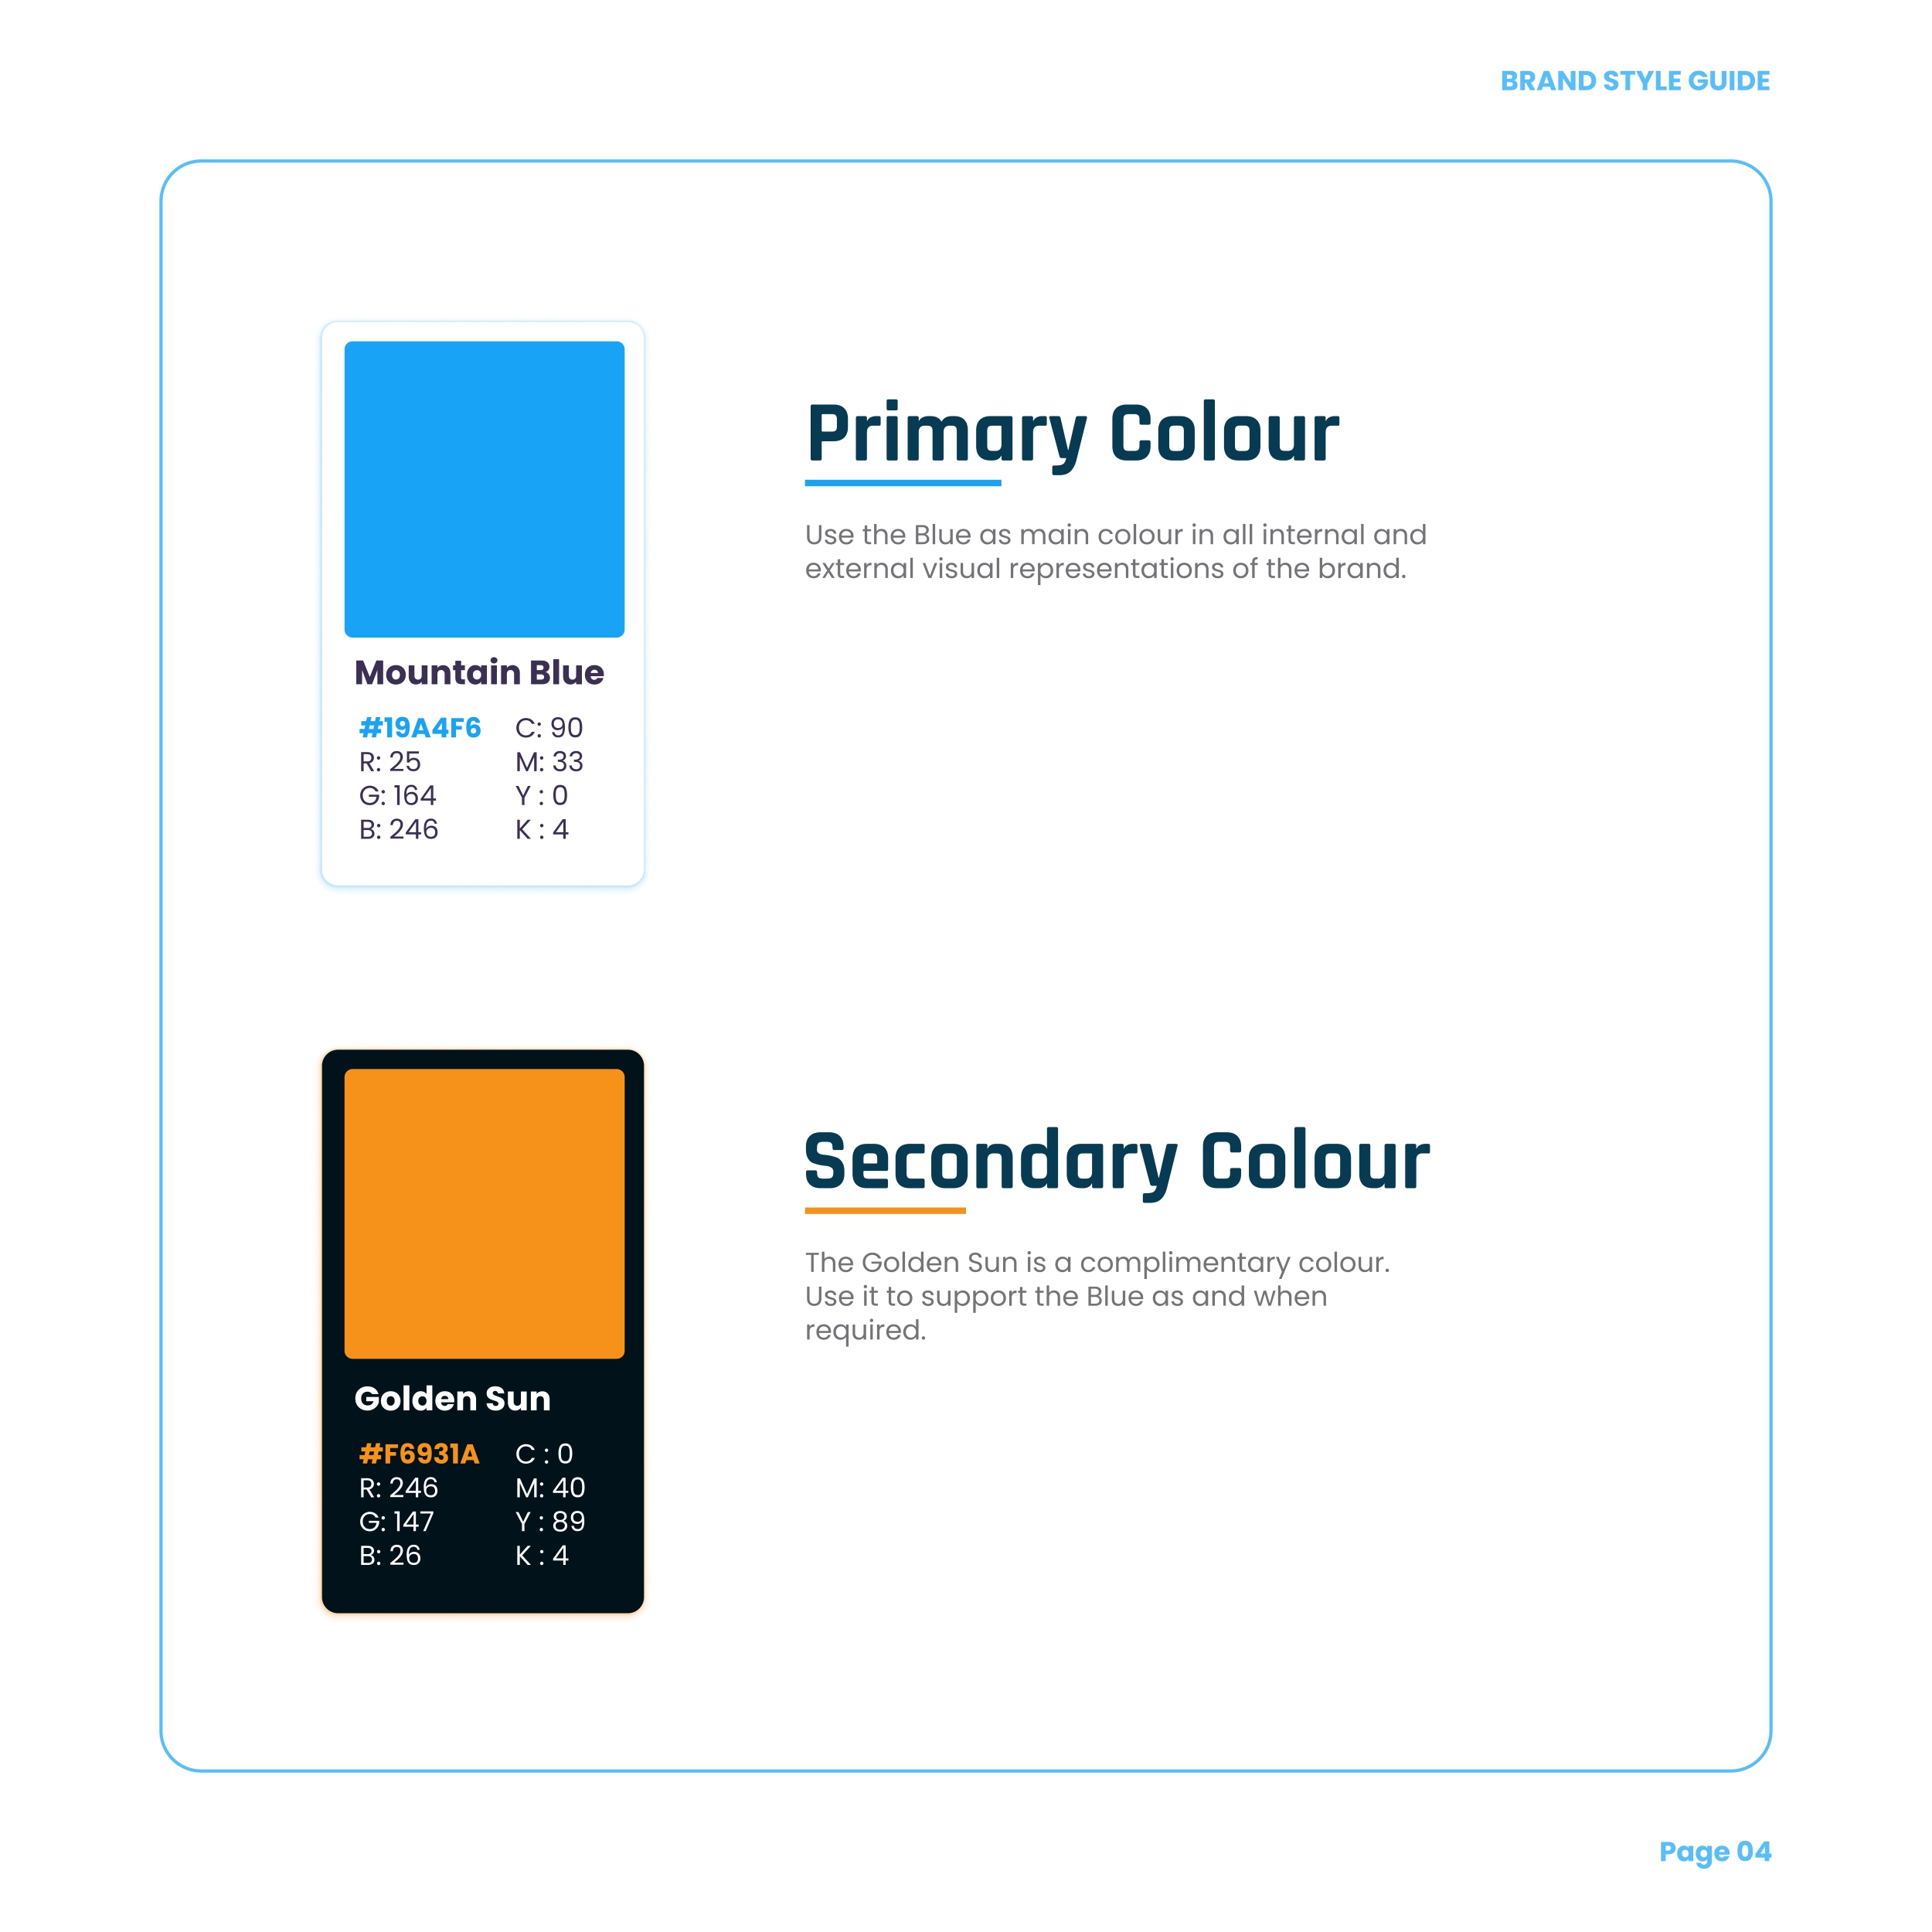 BRAND STYLE GUIDE
Primary Colour
Use the Blue as main colour in all internal and
external visual representations of the brand.
Mountain Blue
#19A4F6
R: 25
G: 164
B: 246
C: 90
M: 33
Y : 0
K : 4
Secondary Colour
The Golden Sun is a complimentary colour.
Use it to support the Blue as and when
required.
Golden Sun
#F6931A
R: 246
G: 147
B: 26
C : 0
M: 40
Y : 89
K : 4
Page 04